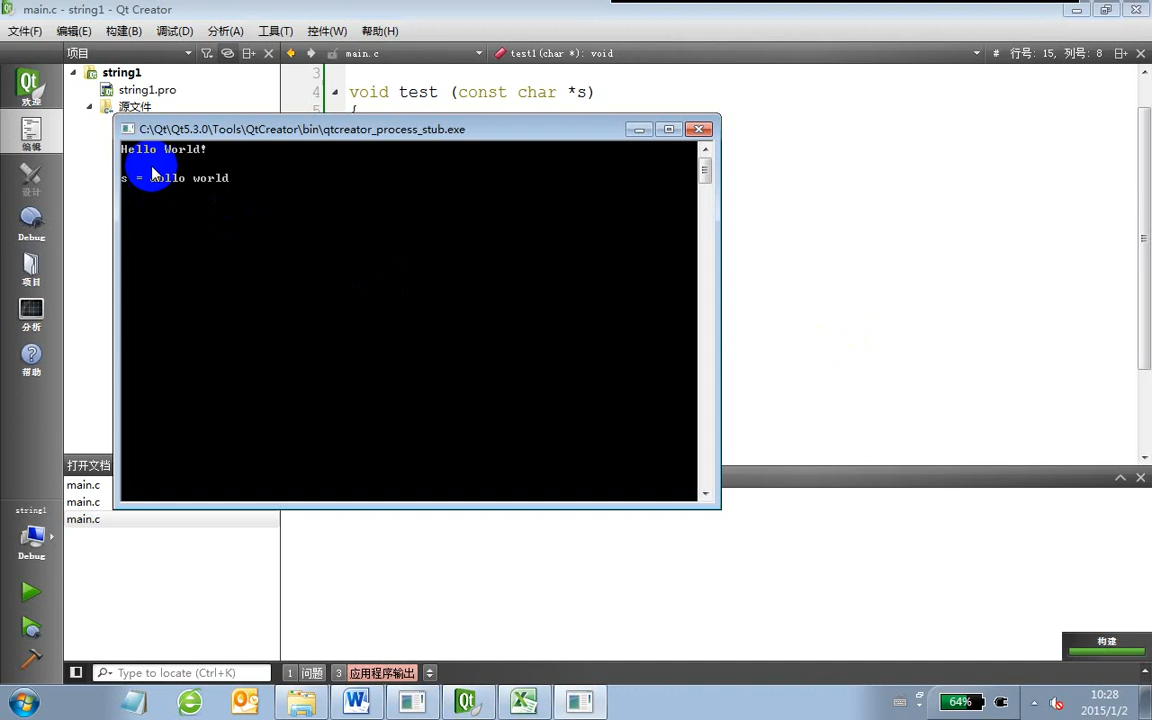 main.c - string1 - Qt Creator
文件(F) 编辑(E) 构建(B) 调试(D) 分析(A) 工具(T) 控件(W) 帮助(H)
项目 main.c test1(char *): void # 行号: 15, 列号: 8
string1
string1.pro
源文件
3
4 void test (const char *s)
5 {
C:\Qt\Qt5.3.0\Tools\QtCreator\bin\qtcreator_process_stub.exe
Hello World!
s = hello world
Qt
欢迎
编辑
设计
Debug
项目
分析
帮助
打开文档
main.c
main.c
main.c
string1
Debug
构建
Type to locate (Ctrl+K) 1 问题 3 应用程序输出
64%
10:28
2015/1/2